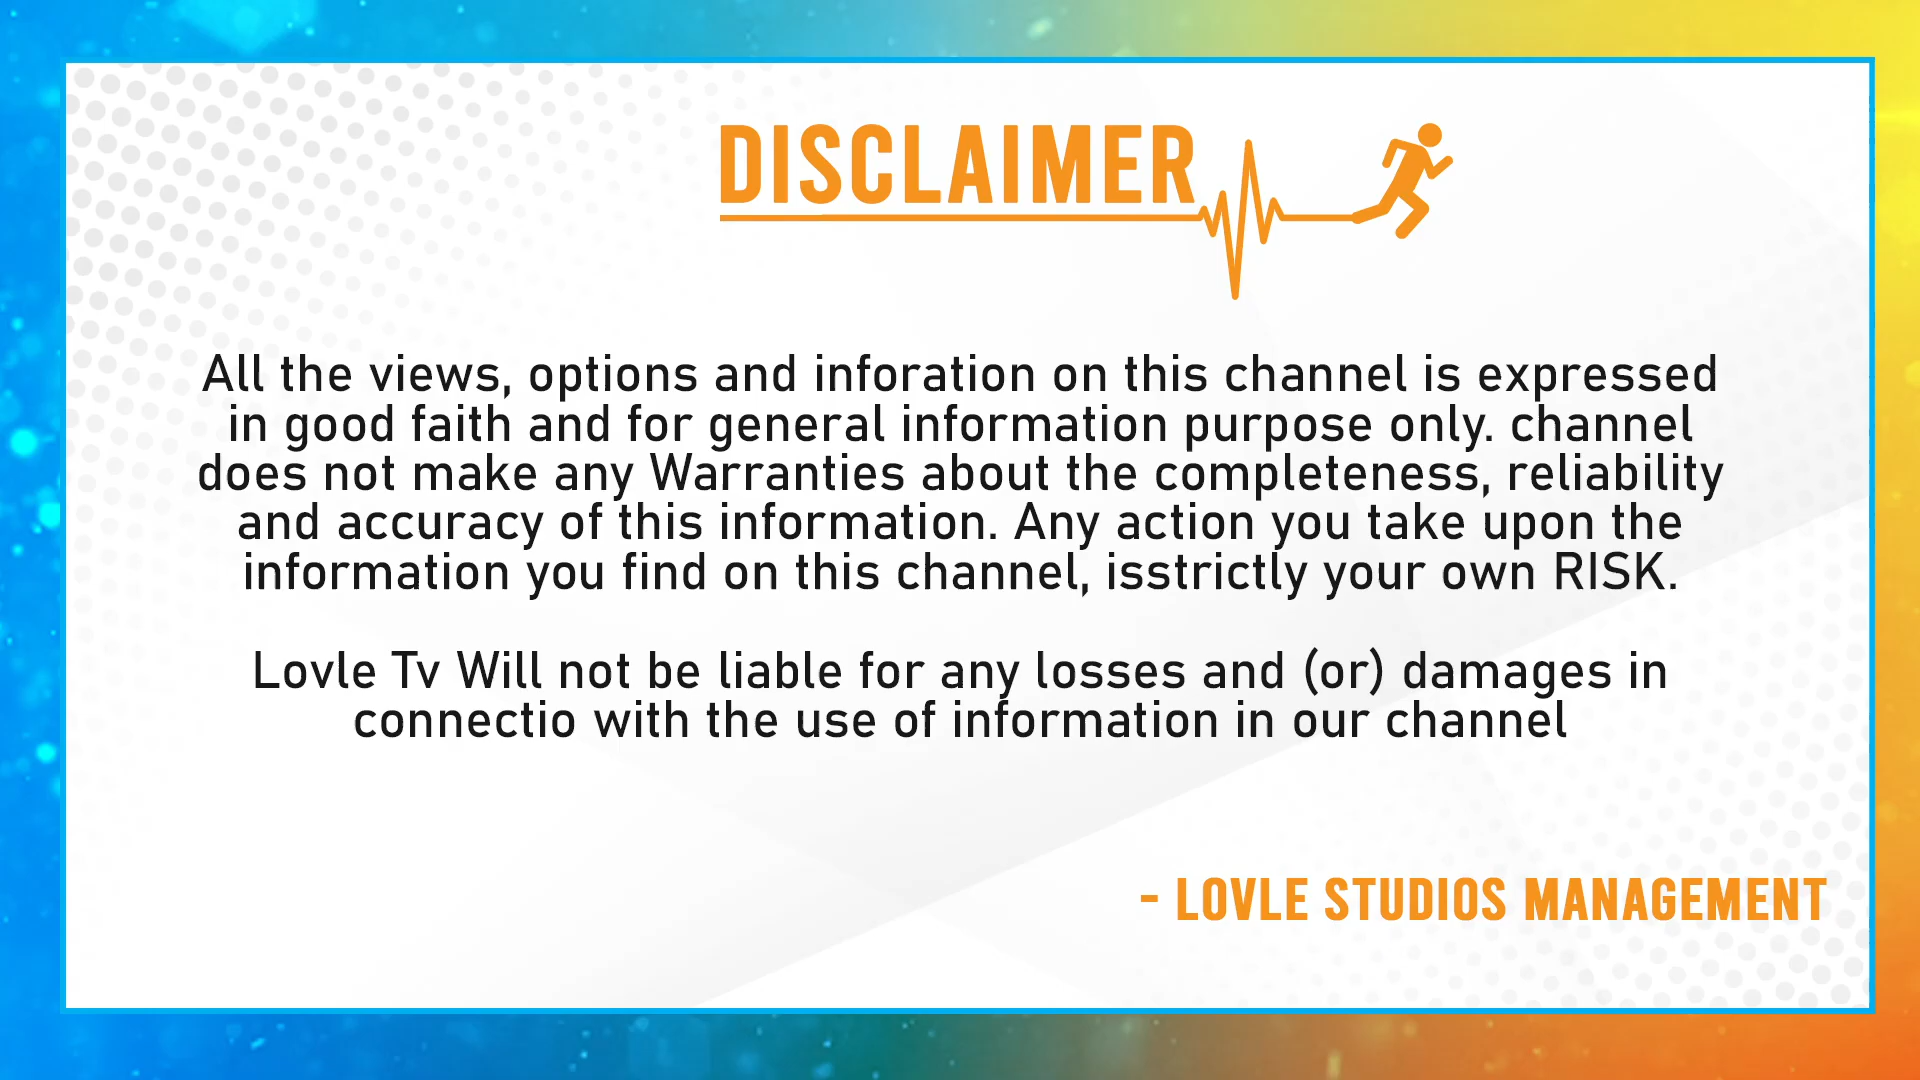 DISCLAIMER
All the views, options and inforation on this channel is expressed
in good faith and for general information purpose only. channel
does not make any Warranties about the completeness, reliability
and accuracy of this information. Any action you take upon the
information you find on this channel, isstrictly your own RISK.
Lovle Tv Will not be liable for any losses and (or) damages in
connectio with the use of information in our channel
- LOVLE STUDIOS MANAGEMENT